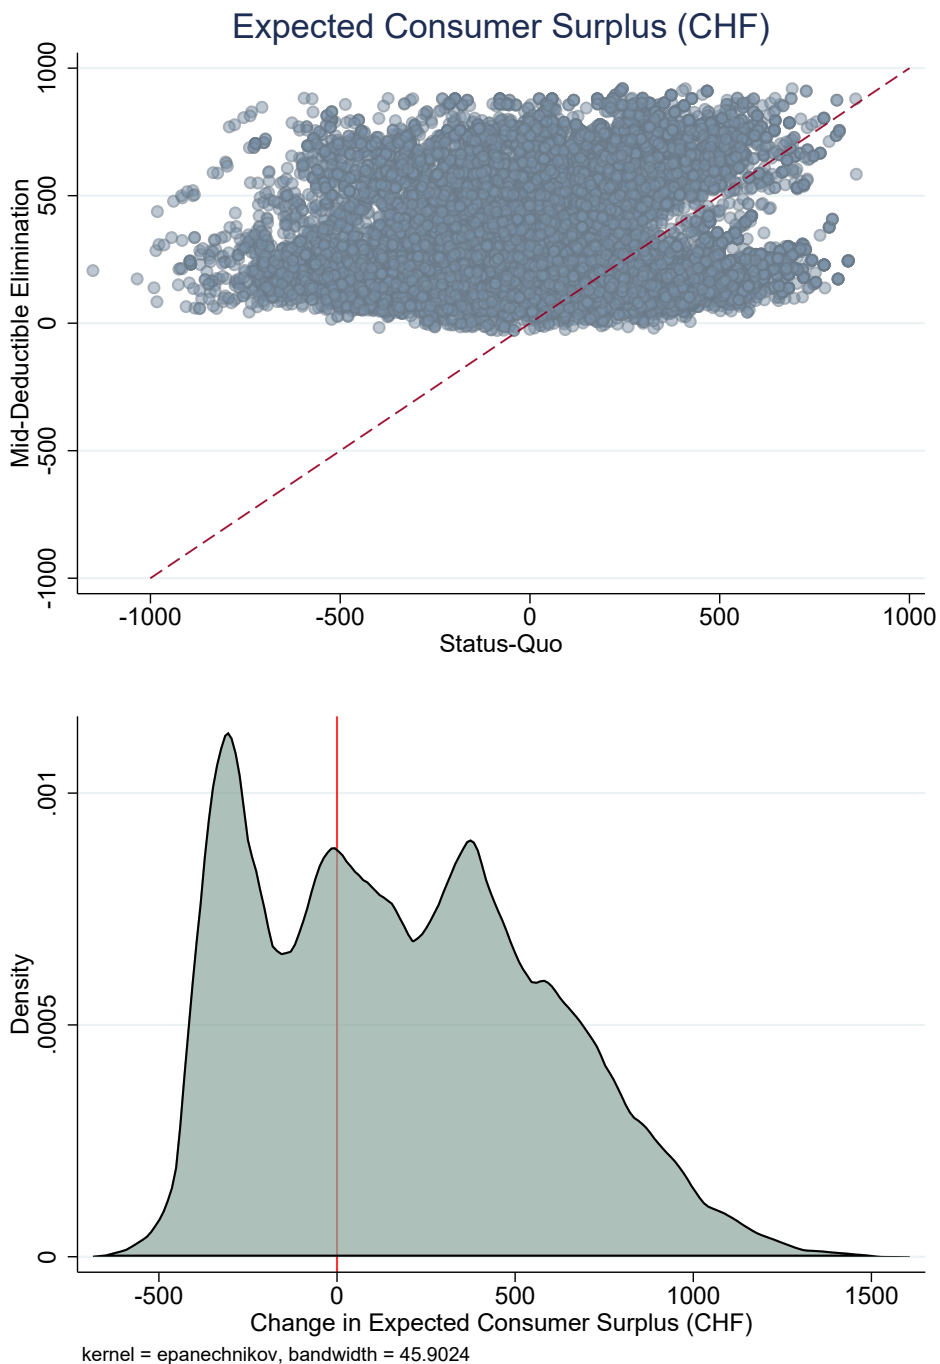 Expected Consumer Surplus (CHF)
1000
500
0
-500
-1000
Mid-Deductible Elimination
-1000 -500 0 500 1000
Status-Quo
.001
.0005
0
Density
-500 0 500 1000 1500
Change in Expected Consumer Surplus (CHF)
kernel = epanechnikov, bandwidth = 45.9024